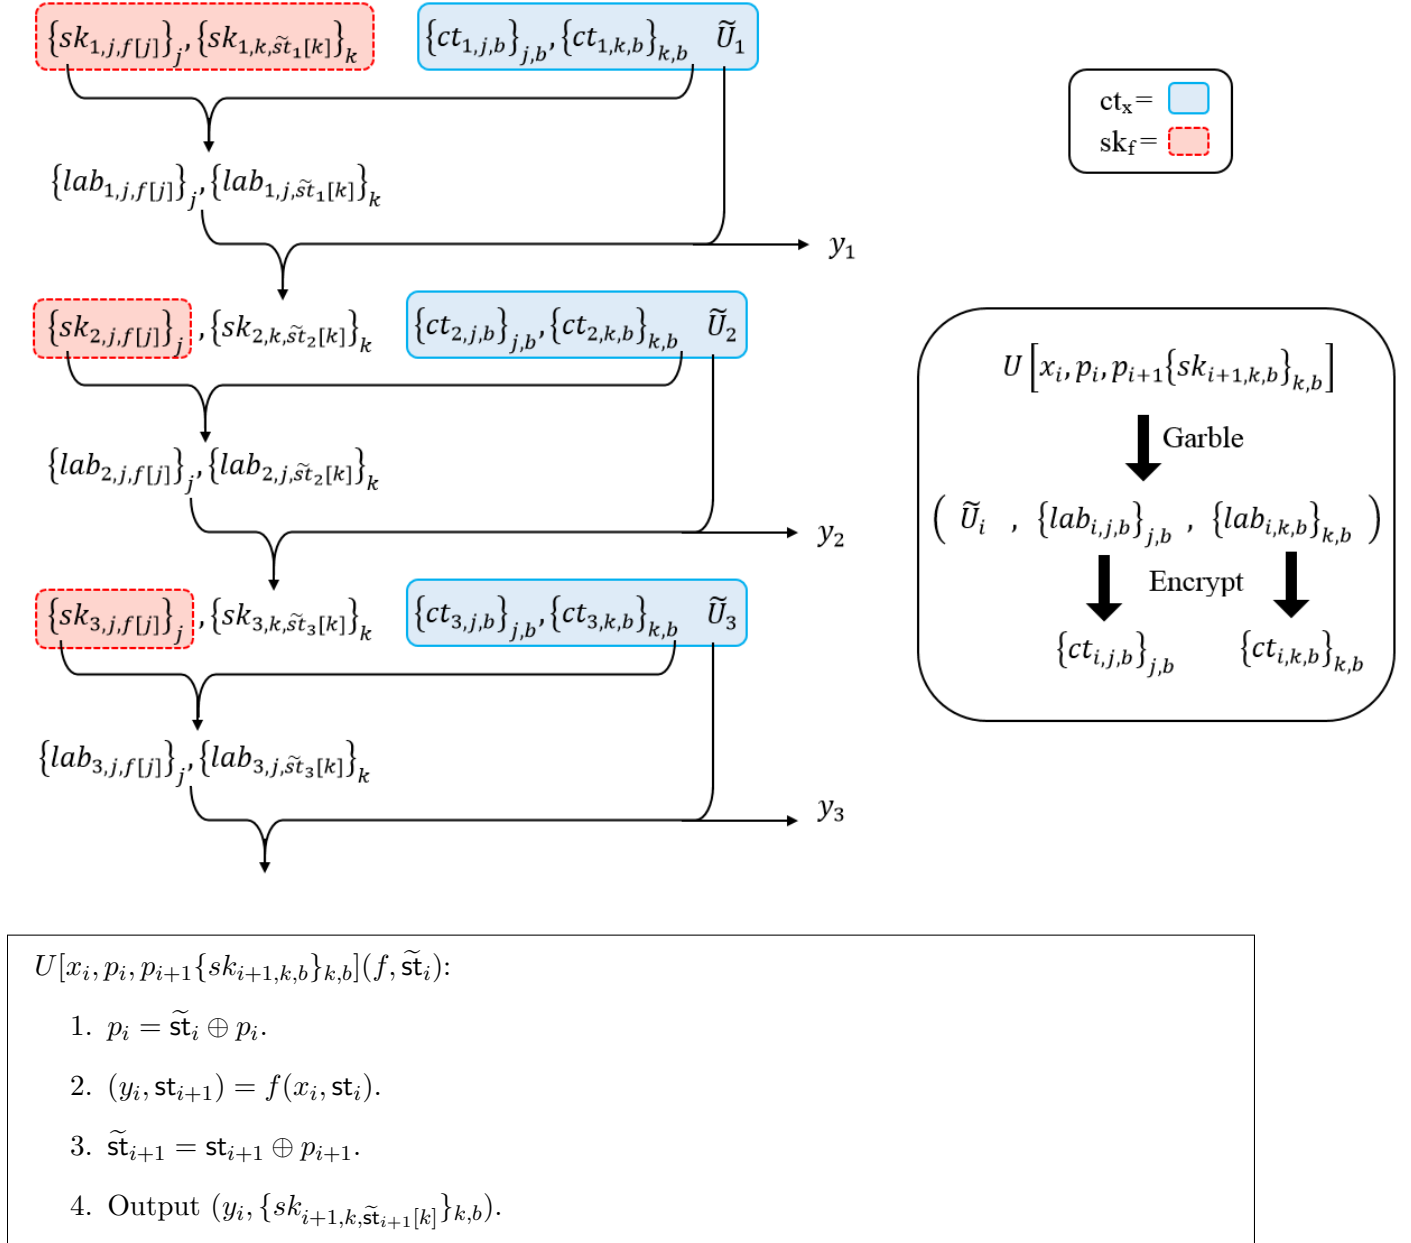 {sk_{1,j,f[j]}}_j, {sk_{1,k,s̃t_1[k]}}_k {ct_{1,j,b}}_{j,b}, {ct_{1,k,b}}_{k,b} Ũ_1
ct_x=
sk_f=
{lab_{1,j,f[j]}}_j, {lab_{1,j,s̃t_1[k]}}_k
y_1
{sk_{2,j,f[j]}}_j, {sk_{2,k,s̃t_2[k]}}_k {ct_{2,j,b}}_{j,b}, {ct_{2,k,b}}_{k,b} Ũ_2
{lab_{2,j,f[j]}}_j, {lab_{2,j,s̃t_2[k]}}_k
y_2
{sk_{3,j,f[j]}}_j, {sk_{3,k,s̃t_3[k]}}_k {ct_{3,j,b}}_{j,b}, {ct_{3,k,b}}_{k,b} Ũ_3
{lab_{3,j,f[j]}}_j, {lab_{3,j,s̃t_3[k]}}_k
y_3
U[x_i, p_i, p_{i+1}{sk_{i+1,k,b}}_{k,b}]
Garble
( Ũ_i , {lab_{i,j,b}}_{j,b} , {lab_{i,k,b}}_{k,b} )
Encrypt
{ct_{i,j,b}}_{j,b} {ct_{i,k,b}}_{k,b}
U[x_i, p_i, p_{i+1}{sk_{i+1,k,b}}_{k,b}](f, s̃t_i):
1. p_i = s̃t_i ⊕ p_i.
2. (y_i, st_{i+1}) = f(x_i, st_i).
3. s̃t_{i+1} = st_{i+1} ⊕ p_{i+1}.
4. Output (y_i, {sk_{i+1,k,s̃t_{i+1}[k]}}_{k,b}).